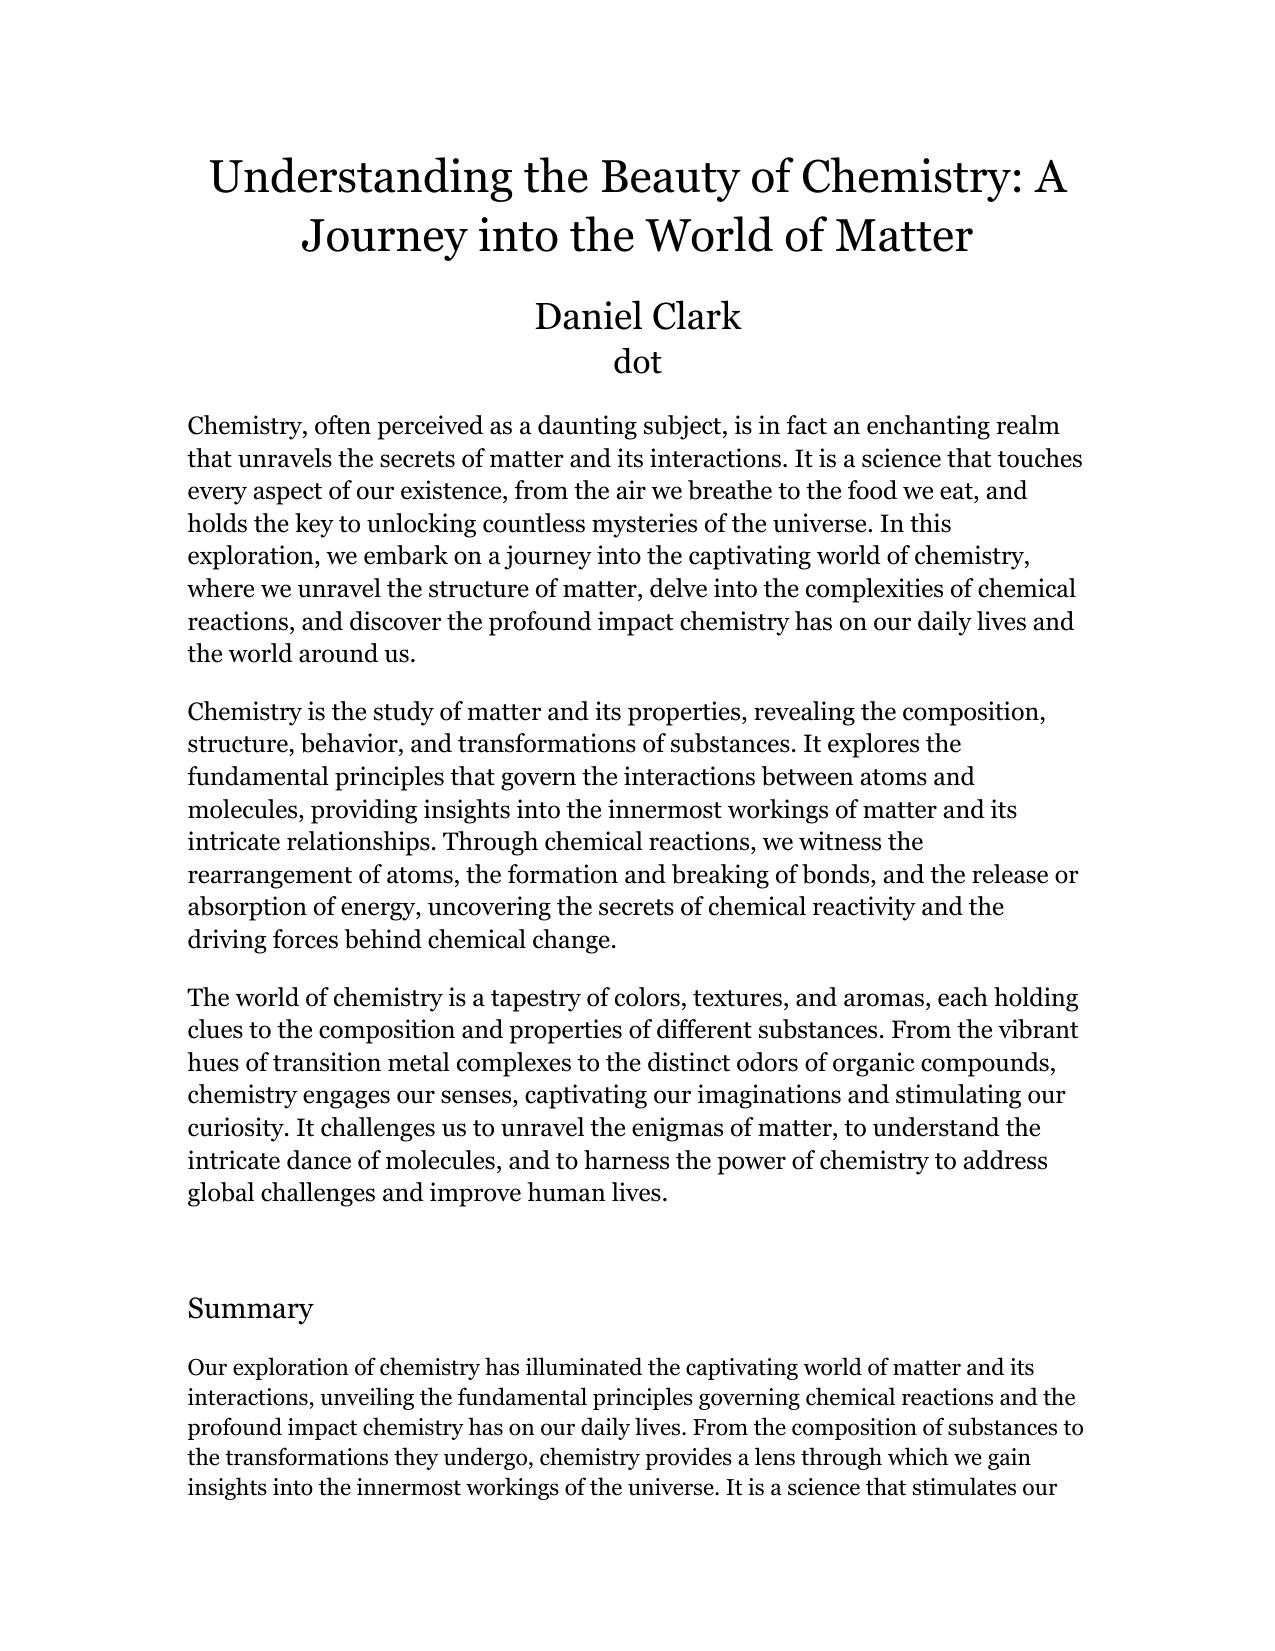 Understanding the Beauty of Chemistry: A
Journey into the World of Matter
Daniel Clark
dot
Chemistry, often perceived as a daunting subject, is in fact an enchanting realm
that unravels the secrets of matter and its interactions. It is a science that touches
every aspect of our existence, from the air we breathe to the food we eat, and
holds the key to unlocking countless mysteries of the universe. In this
exploration, we embark on a journey into the captivating world of chemistry,
where we unravel the structure of matter, delve into the complexities of chemical
reactions, and discover the profound impact chemistry has on our daily lives and
the world around us.
Chemistry is the study of matter and its properties, revealing the composition,
structure, behavior, and transformations of substances. It explores the
fundamental principles that govern the interactions between atoms and
molecules, providing insights into the innermost workings of matter and its
intricate relationships. Through chemical reactions, we witness the
rearrangement of atoms, the formation and breaking of bonds, and the release or
absorption of energy, uncovering the secrets of chemical reactivity and the
driving forces behind chemical change.
The world of chemistry is a tapestry of colors, textures, and aromas, each holding
clues to the composition and properties of different substances. From the vibrant
hues of transition metal complexes to the distinct odors of organic compounds,
chemistry engages our senses, captivating our imaginations and stimulating our
curiosity. It challenges us to unravel the enigmas of matter, to understand the
intricate dance of molecules, and to harness the power of chemistry to address
global challenges and improve human lives.
Summary
Our exploration of chemistry has illuminated the captivating world of matter and its
interactions, unveiling the fundamental principles governing chemical reactions and the
profound impact chemistry has on our daily lives. From the composition of substances to
the transformations they undergo, chemistry provides a lens through which we gain
insights into the innermost workings of the universe. It is a science that stimulates our